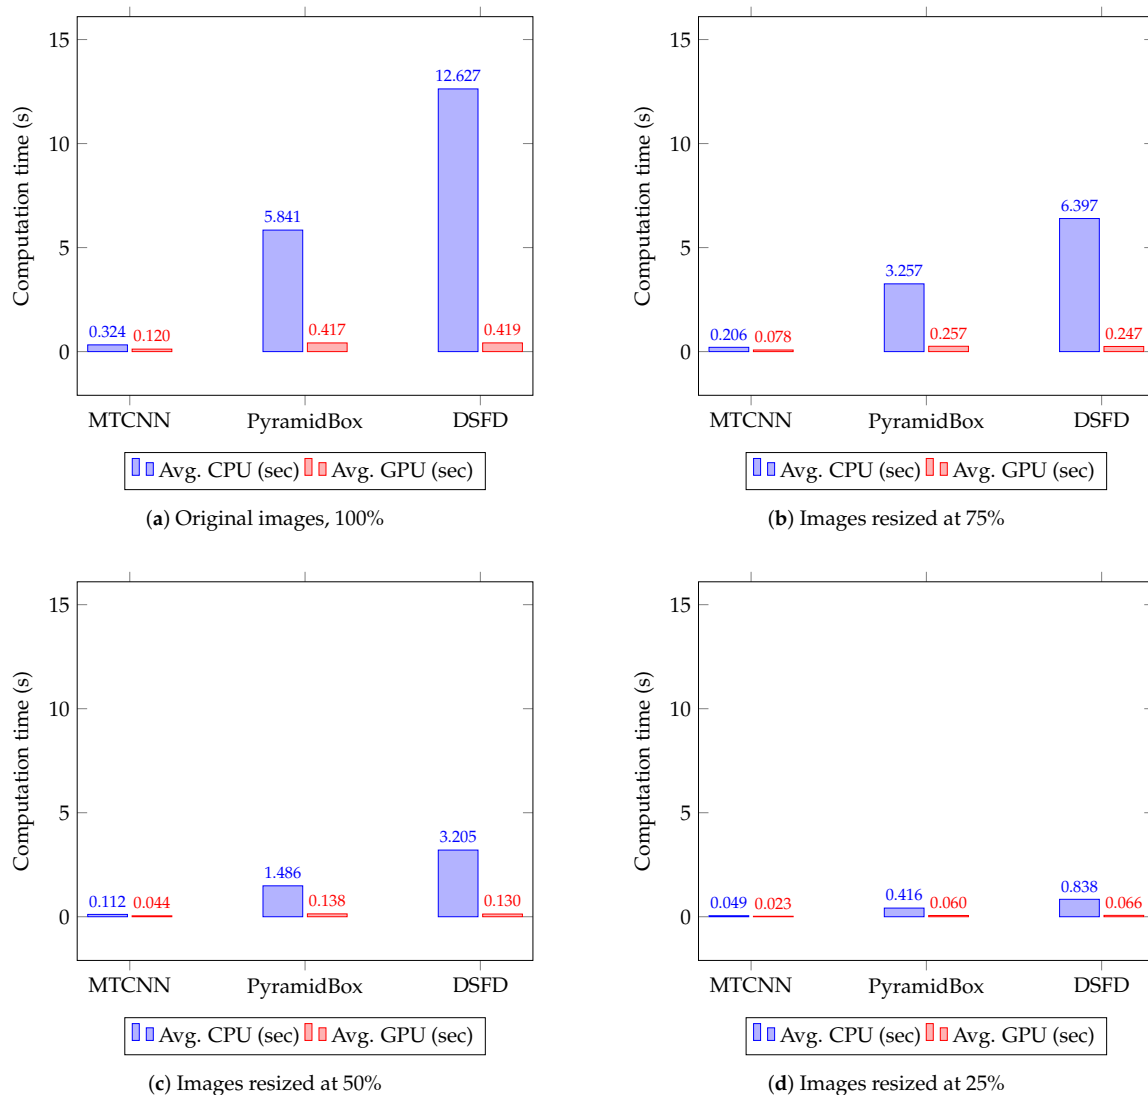 15
10
5
0
Computation time (s)
0.324
0.120
5.841
0.417
12.627
0.419
MTCNN
PyramidBox
DSFD
Avg. CPU (sec) Avg. GPU (sec)
(a) Original images, 100%
15
10
5
0
Computation time (s)
0.206
0.078
3.257
0.257
6.397
0.247
MTCNN
PyramidBox
DSFD
Avg. CPU (sec) Avg. GPU (sec)
(b) Images resized at 75%
15
10
5
0
Computation time (s)
0.112
0.044
1.486
0.138
3.205
0.130
MTCNN
PyramidBox
DSFD
Avg. CPU (sec) Avg. GPU (sec)
(c) Images resized at 50%
15
10
5
0
Computation time (s)
0.049
0.023
0.416
0.060
0.838
0.066
MTCNN
PyramidBox
DSFD
Avg. CPU (sec) Avg. GPU (sec)
(d) Images resized at 25%